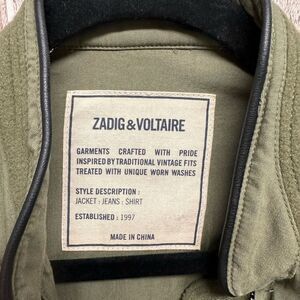 ZADIG&VOLTAIRE
GARMENTS CRAFTED WITH PRIDE
INSPIRED BY TRADITIONAL VINTAGE FITS
TREATED WITH UNIQUE WORN WASHES
STYLE DESCRIPTION :
JACKET : JEANS : SHIRT
ESTABLISHED : 1997
MADE IN CHINA